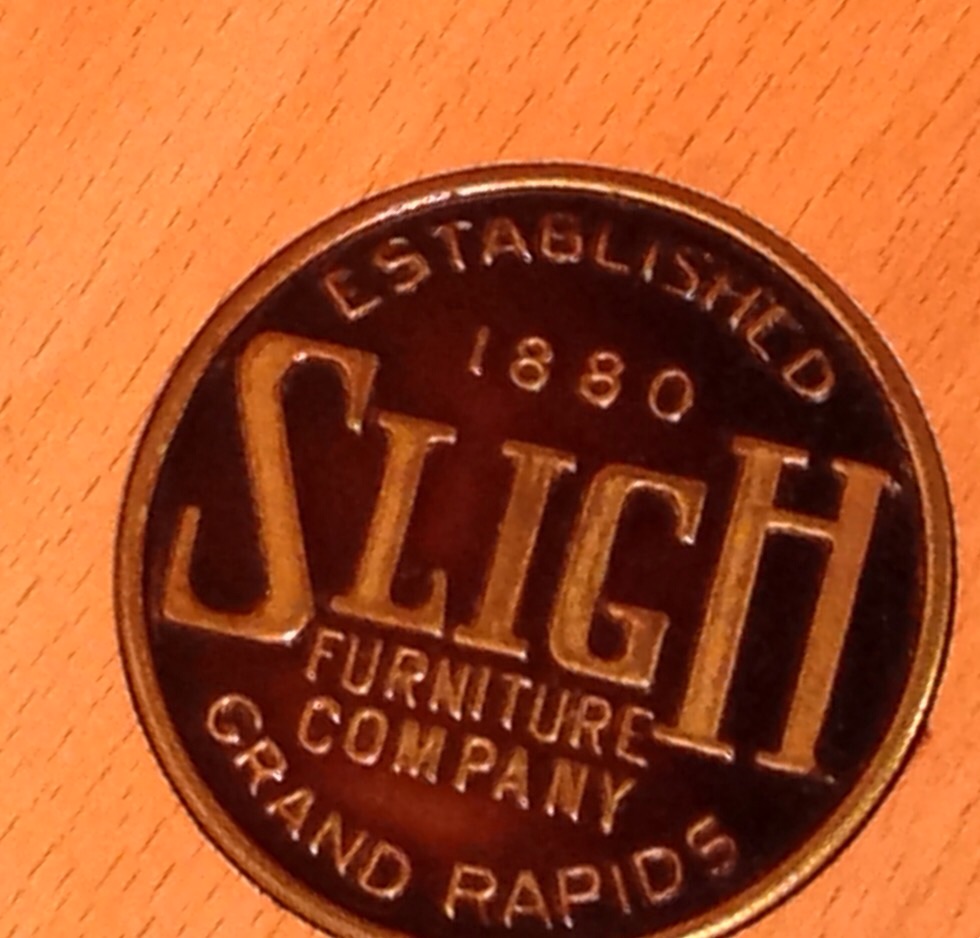 ESTABLISHED
1880
SLIGH
FURNITURE
COMPANY
GRAND RAPIDS